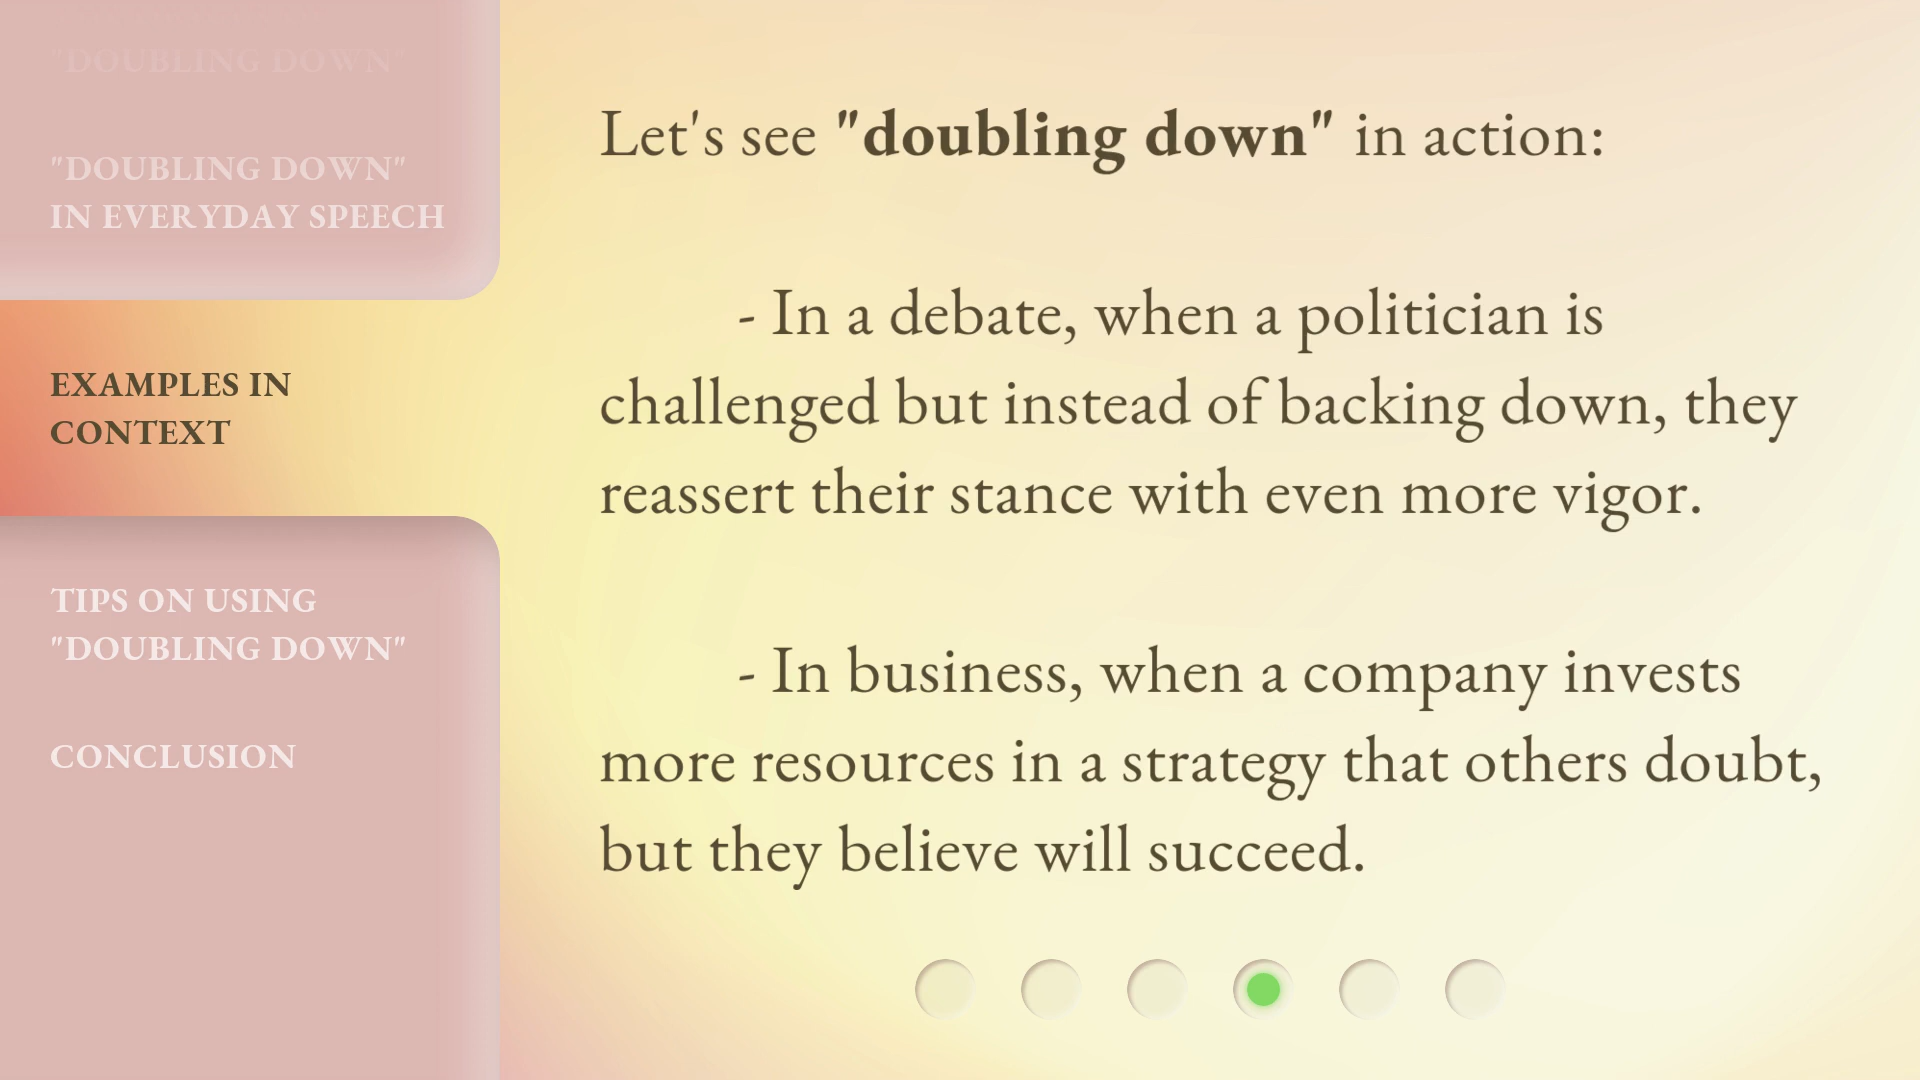 "DOUBLING DOWN"
"DOUBLING DOWN"
IN EVERYDAY SPEECH
EXAMPLES IN
CONTEXT
TIPS ON USING
"DOUBLING DOWN"
CONCLUSION
Let's see "doubling down" in action:
- In a debate, when a politician is
challenged but instead of backing down, they
reassert their stance with even more vigor.
- In business, when a company invests
more resources in a strategy that others doubt,
but they believe will succeed.